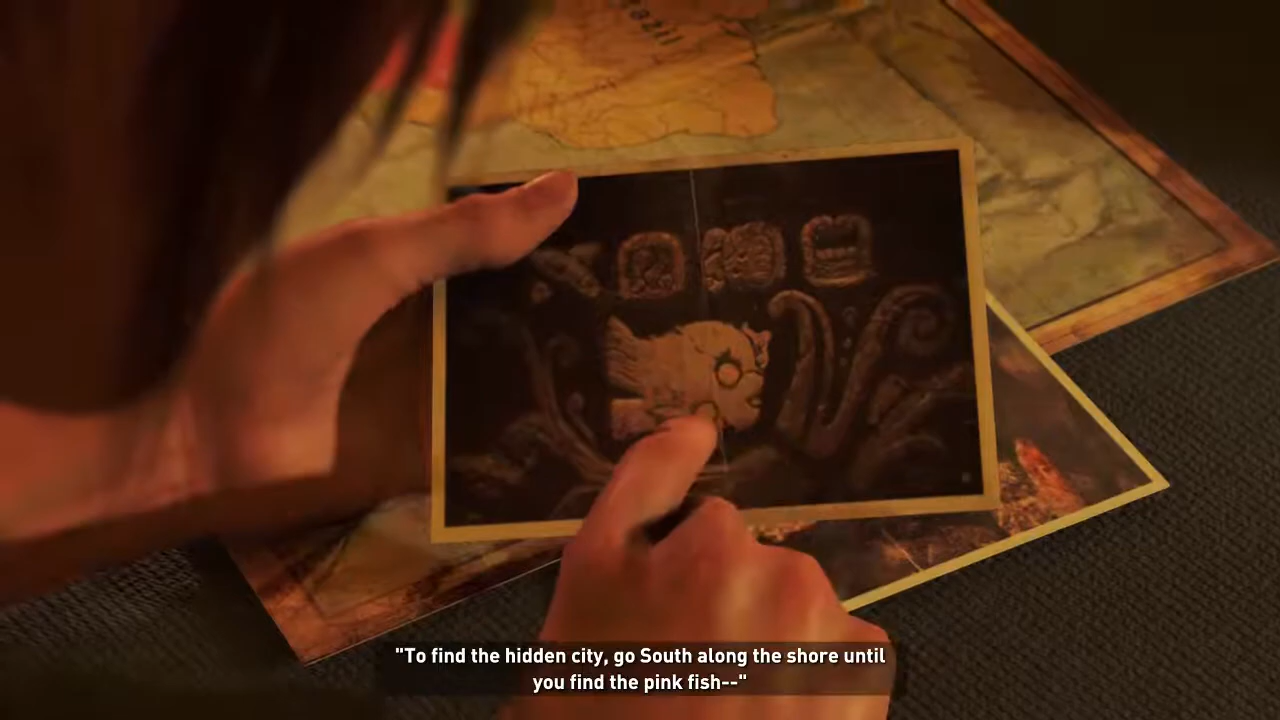 "To find the hidden city, go South along the shore until
you find the pink fish--"